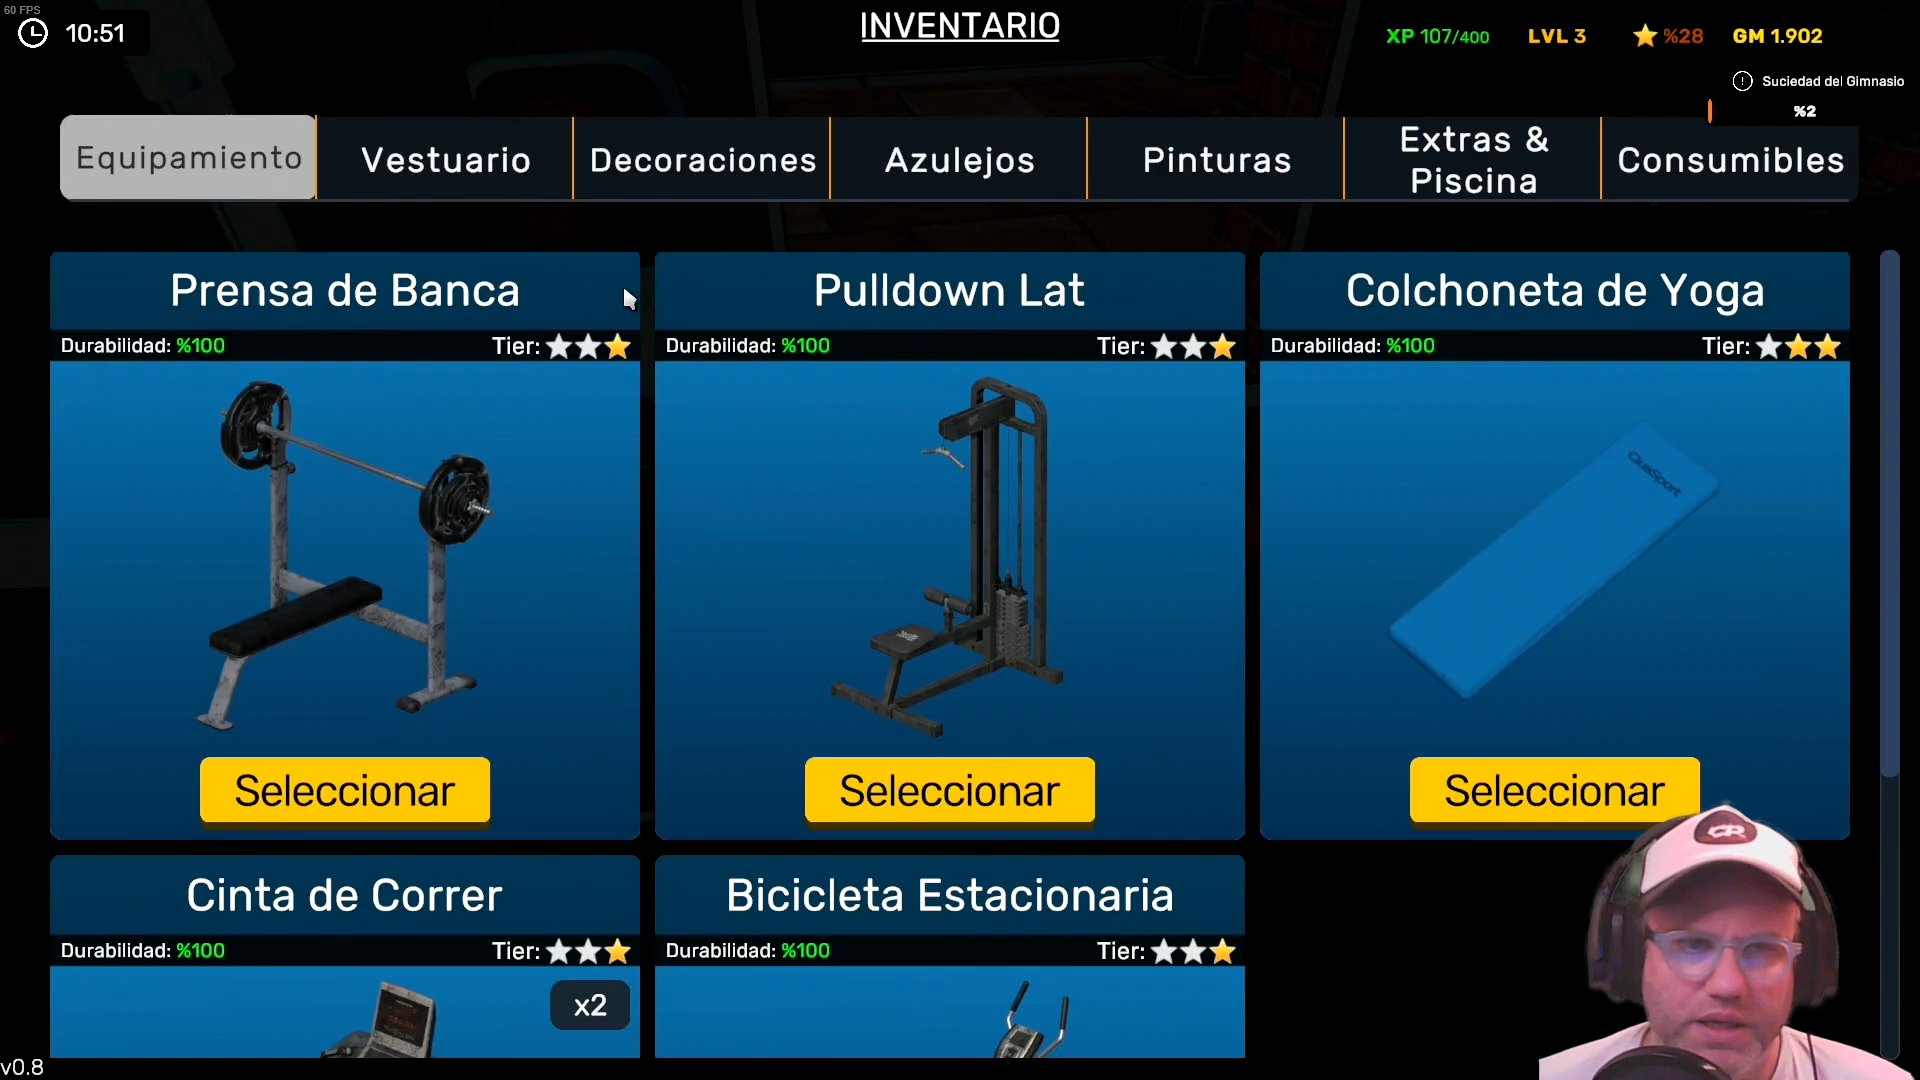 60 FPS
10:51
INVENTARIO
XP 107/400
LVL 3
%28
GM 1.902
Suciedad del Gimnasio
%2
Equipamiento
Vestuario
Decoraciones
Azulejos
Pinturas
Extras &
Piscina
Consumibles
Prensa de Banca
Durabilidad: %100
Tier:
Seleccionar
Pulldown Lat
Durabilidad: %100
Tier:
Seleccionar
Colchoneta de Yoga
Durabilidad: %100
Tier:
QuaSport
Seleccionar
Cinta de Correr
Durabilidad: %100
Tier:
x2
Bicicleta Estacionaria
Durabilidad: %100
Tier:
CR
v0.8